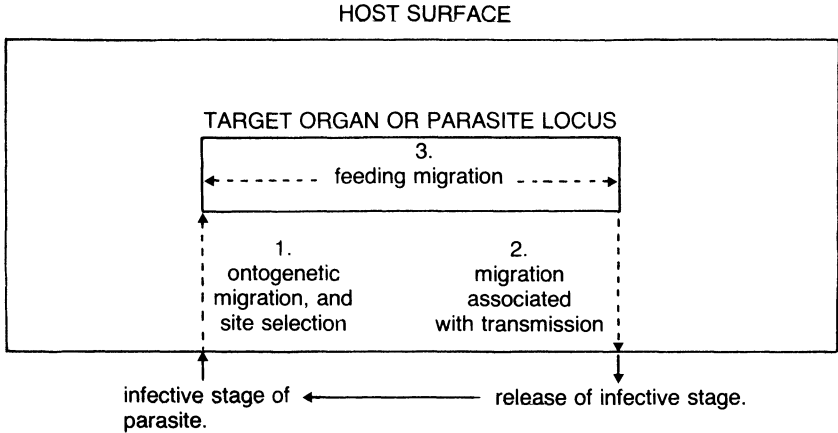 HOST SURFACE
TARGET ORGAN OR PARASITE LOCUS
3.
feeding migration
1.
ontogenetic
migration, and
site selection
2.
migration
associated
with transmission
infective stage of
parasite.
release of infective stage.